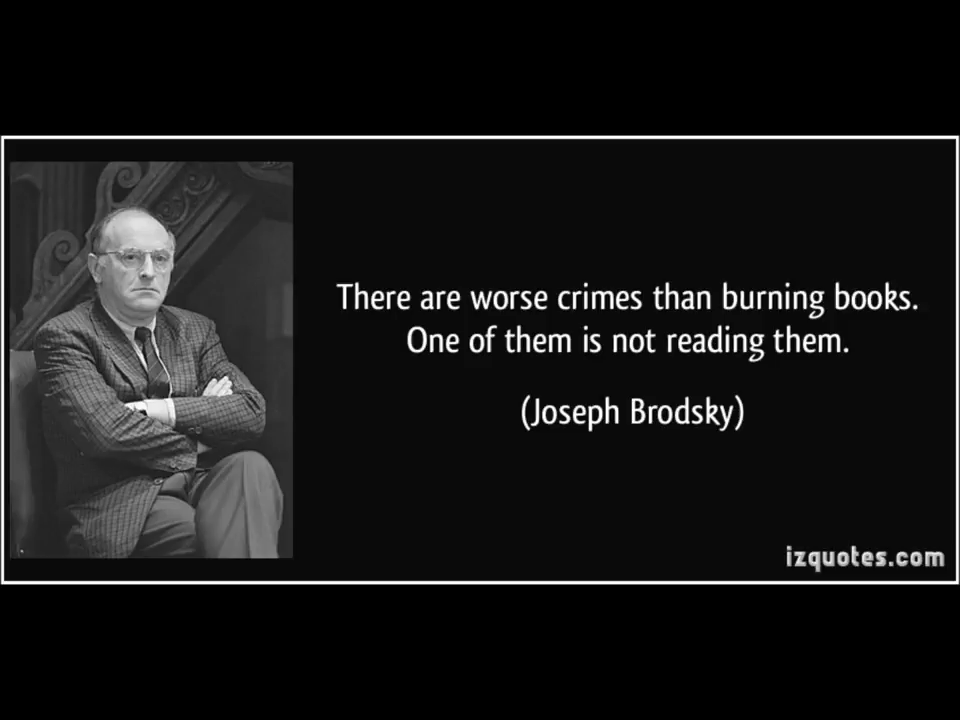 There are worse crimes than burning books.
One of them is not reading them.
(Joseph Brodsky)
izquotes.com